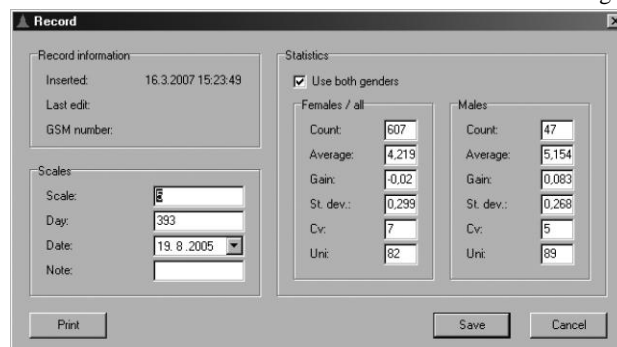 g
Record
Record information
Inserted: 16.3.2007 15:23:49
Last edit:
GSM number:
Scales
Scale:
Day: 393
Date: 19. 8 .2005
Note:
Statistics
Use both genders
Females / all
Count: 607
Average: 4,219
Gain: -0,02
St. dev.: 0,299
Cv: 7
Uni: 82
Males
Count: 47
Average: 5,154
Gain: 0,083
St. dev.: 0,268
Cv: 5
Uni: 89
Print
Save
Cancel